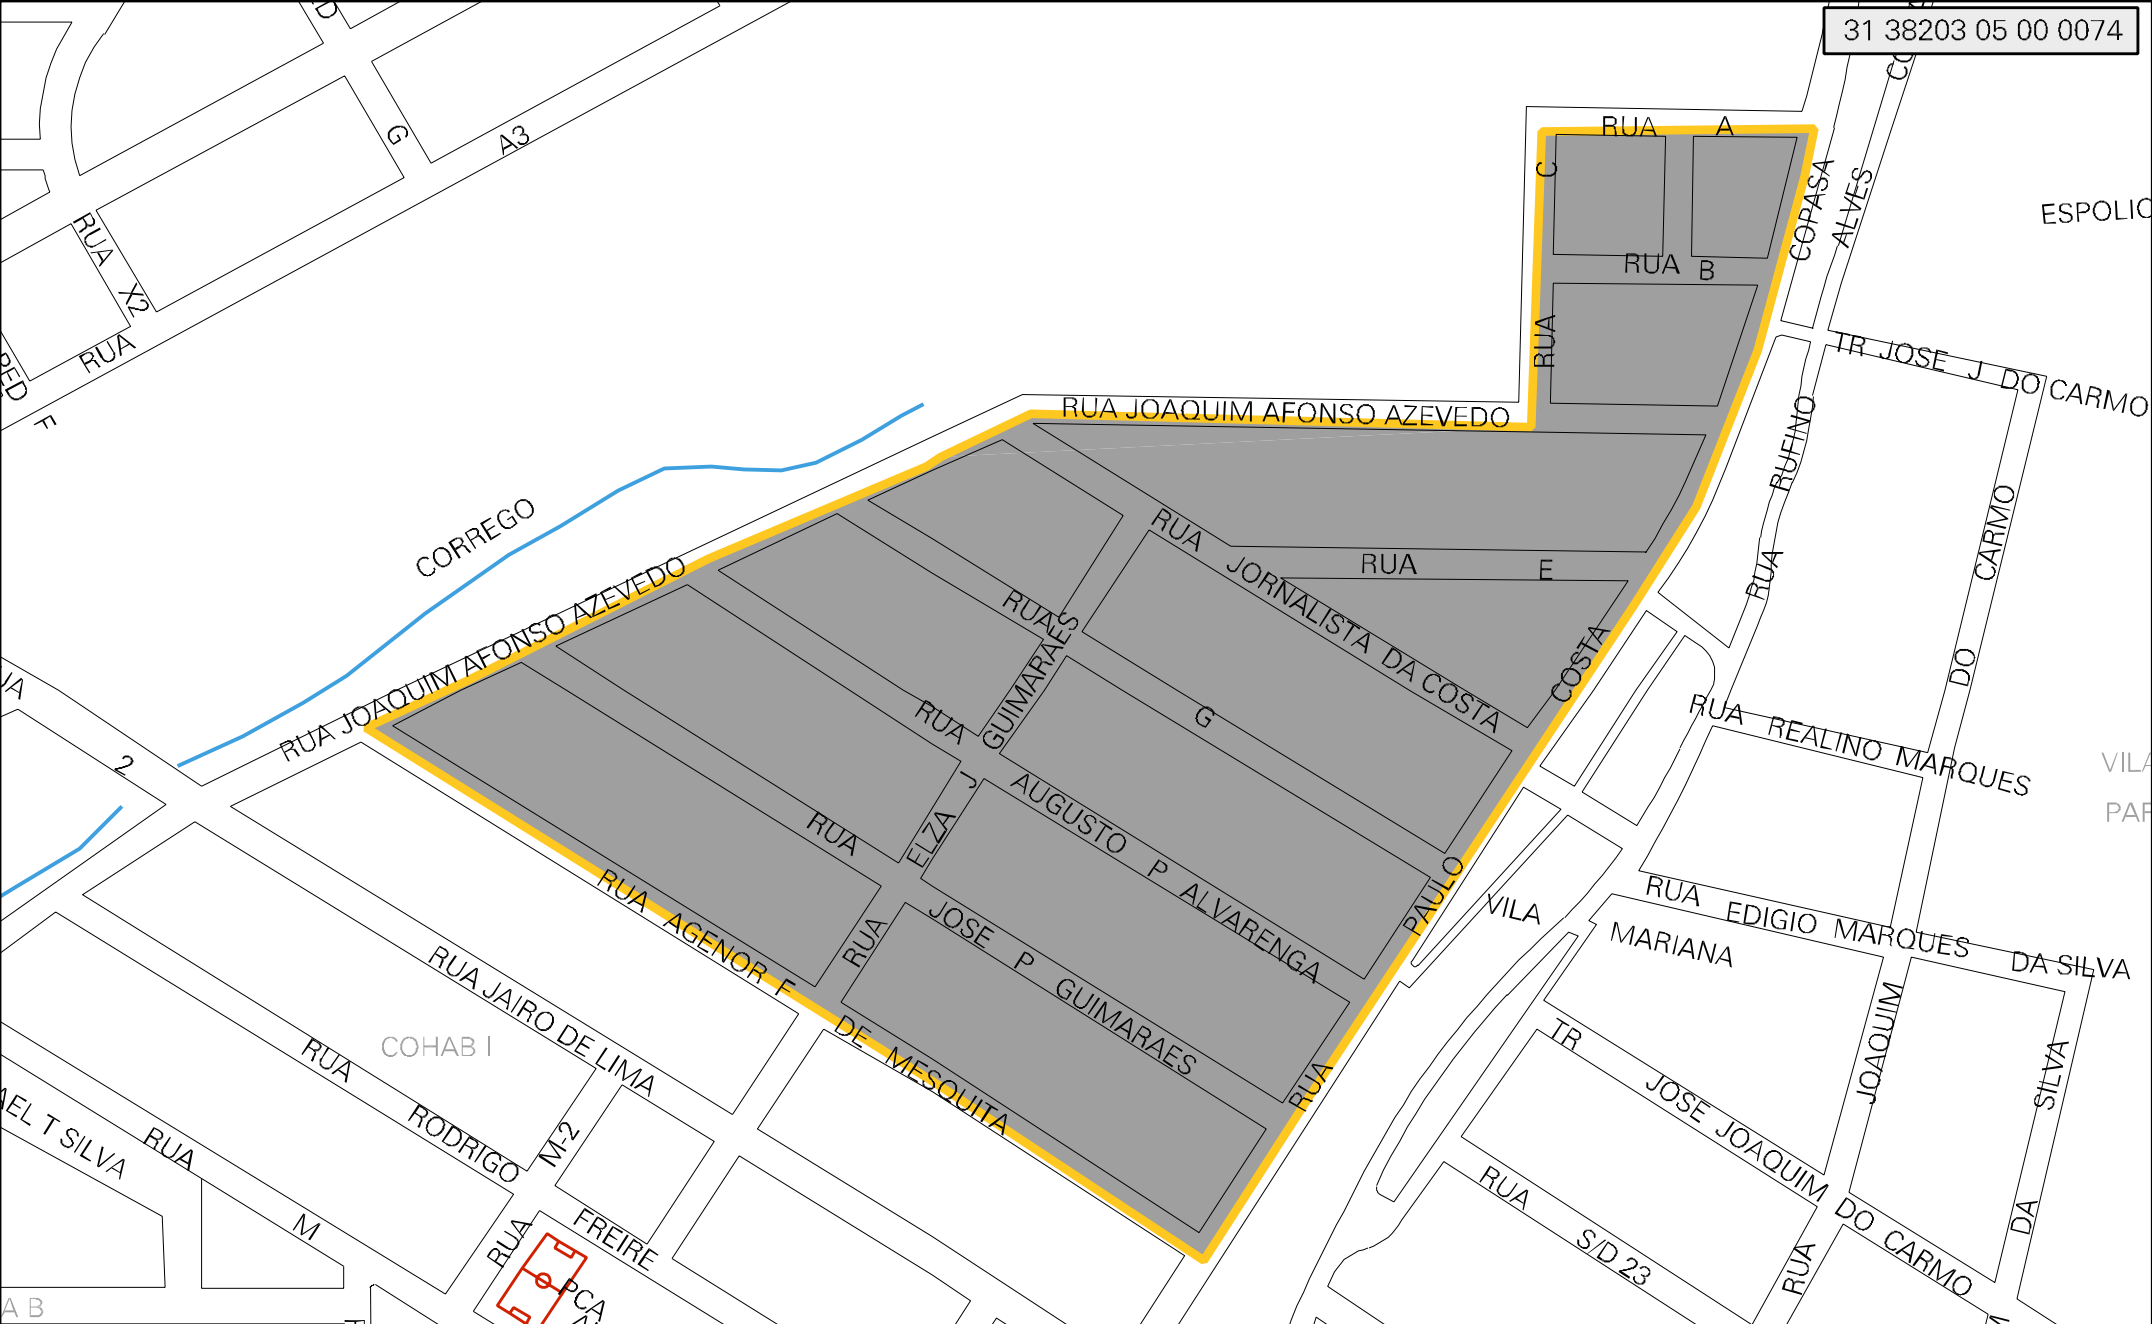 31 38203 05 00 0074
G
RUA A3
RUA X2
F
RUA A
C
RUA
RUA B
COPASA
ALVES
ESPOLIO
TR JOSE J DO CARMO
RUA JOAQUIM AFONSO AZEVEDO
RUA RUFINO
CORREGO
RUA E
RUA JORNALISTA DA COSTA
DO CARMO
RUA JOAQUIM AFONSO AZEVEDO
RUA G
RUA ELZA J GUIMARAES
RUA PAULO COSTA
RUA REALINO MARQUES
RUA AUGUSTO P ALVARENGA
2
RUA JOSE P GUIMARAES
RUA AGENOR F DE MESQUITA
VILA MARIANA
RUA EDIGIO MARQUES DA SILVA
RUA JAIRO DE LIMA
COHAB I
RUA RODRIGO FREIRE
RUA M-2
RUA M
AEL T SILVA
TR JOSE JOAQUIM DO CARMO
RUA JOAQUIM
DA SILVA
RUA S/D 23
PCA
A B